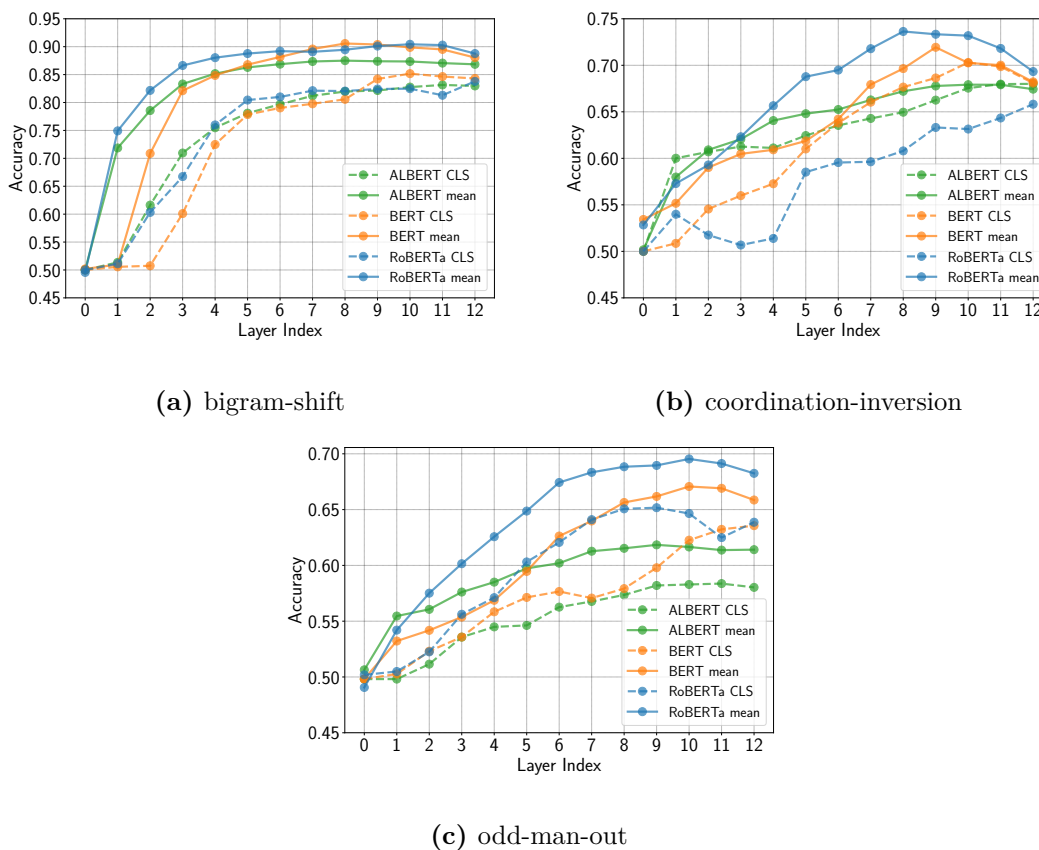 0.90
0.85
0.80
0.75
0.70
0.65
0.60
0.55
0.50
0.45
Accuracy
ALBERT CLS
ALBERT mean
BERT CLS
BERT mean
RoBERTa CLS
RoBERTa mean
0 1 2 3 4 5 6 7 8 9 10 11 12
Layer Index
(a) bigram-shift
0.75
0.70
0.65
0.60
0.55
0.50
0.45
Accuracy
ALBERT CLS
ALBERT mean
BERT CLS
BERT mean
RoBERTa CLS
RoBERTa mean
0 1 2 3 4 5 6 7 8 9 10 11 12
Layer Index
(b) coordination-inversion
0.70
0.65
0.60
0.55
0.50
0.45
Accuracy
ALBERT CLS
ALBERT mean
BERT CLS
BERT mean
RoBERTa CLS
RoBERTa mean
0 1 2 3 4 5 6 7 8 9 10 11 12
Layer Index
(c) odd-man-out